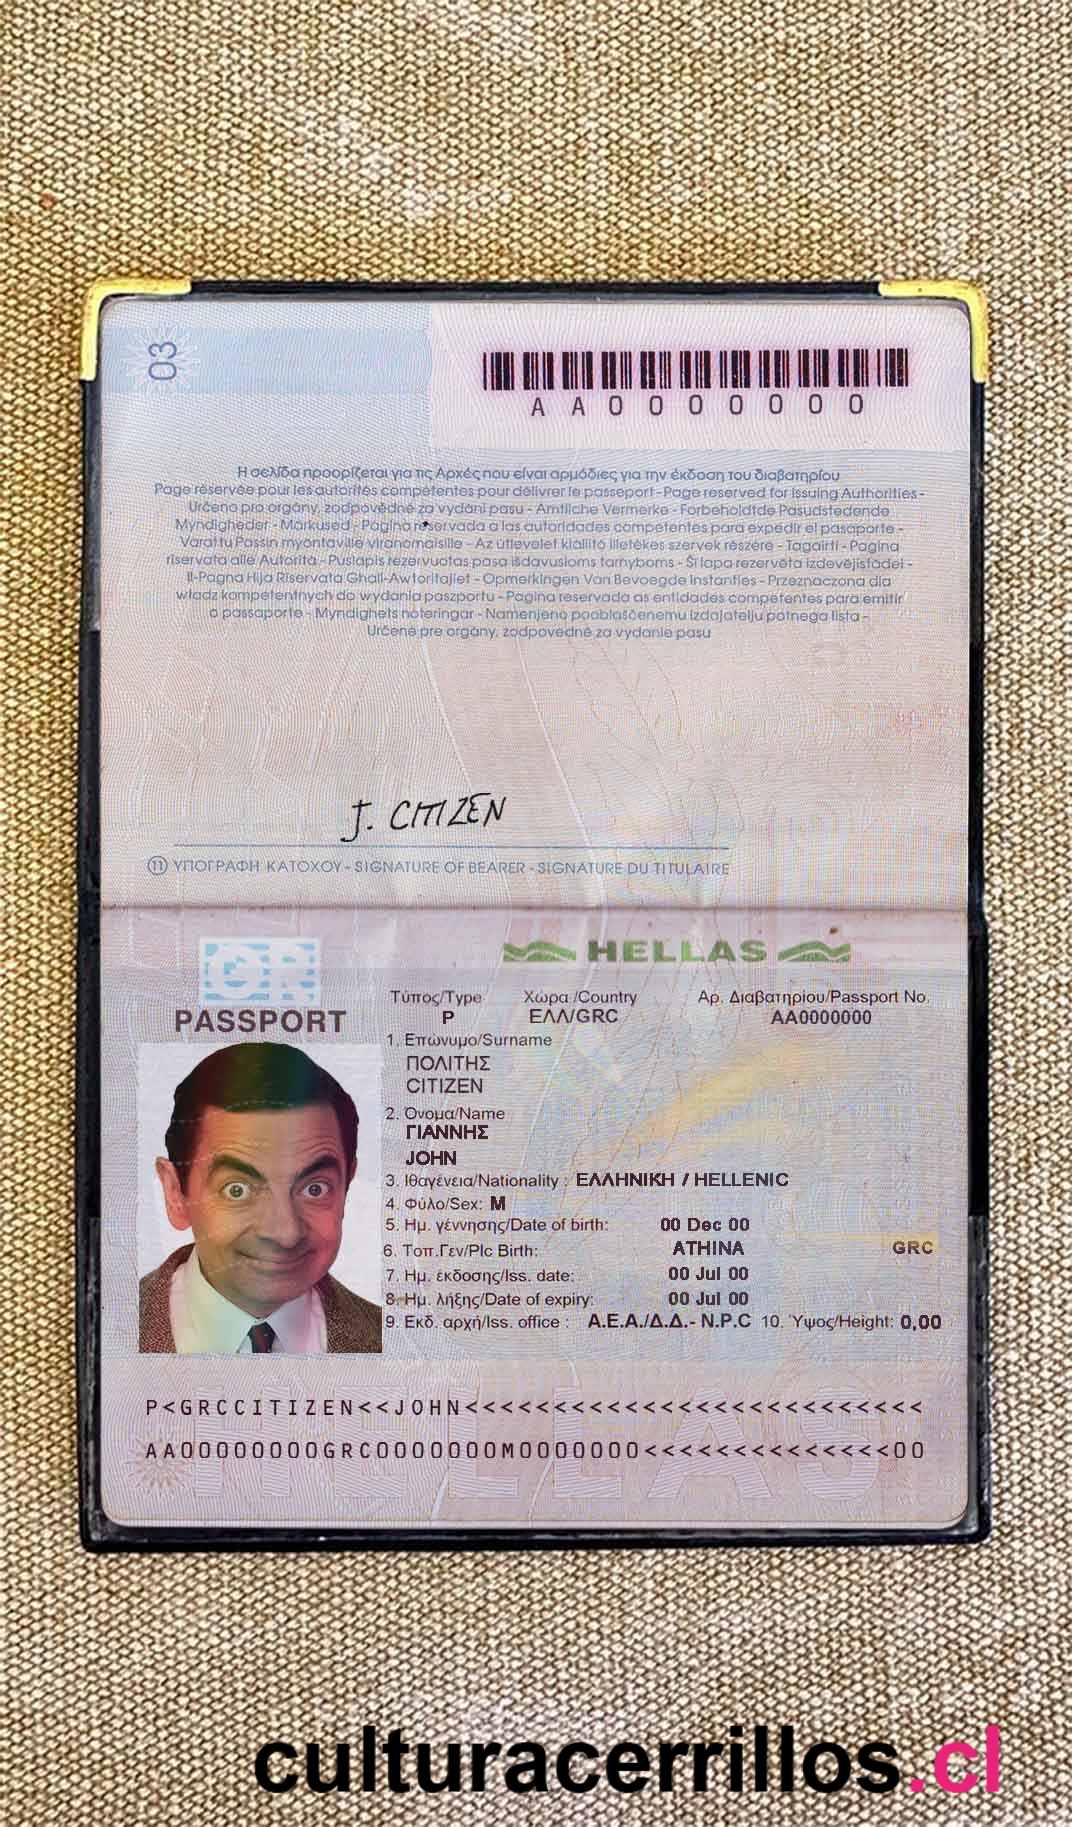 03
AA0000000
Η σελίδα προορίζεται για τις Αρχές που είναι αρμόδιες για την έκδοση του διαβατηρίου
Page réservée pour les autorités compétentes pour délivrer le passeport - Page reserved for Issuing Authorities -
Určeno pro orgány, zodpovědné za vydání pasu - Amtliche Vermerke - Forbeholdtde Pasudstedende
Myndigheder - Märkused - Página reservada a las autoridades competentes para expedir el pasaporte -
Varattu Passin myöntäville viranomaisille - Az útlevelet kiállító illetékes szervek részére - Tagairtí - Pagina
riservata alle Autorità - Puslapis rezervuotas pasą išdavusioms tarnyboms - Šī lapa rezervēta izdevējiestādei -
Il-Paġna Hija Riservata Għall-Awtoritajiet - Opmerkingen Van Bevoegde Instanties - Przeznaczona dla
władz kompetentnych do wydania paszportu - Página reservada às entidades competentes para emitir
o passaporte - Myndighets noteringar - Namenjeno pooblaščenemu izdajatelju potnega lista -
Určené pre orgány, zodpovedné za vydanie pasu
J. CITIZEN
11 ΥΠΟΓΡΑΦΗ ΚΑΤΟΧΟΥ - SIGNATURE OF BEARER - SIGNATURE DU TITULAIRE
GR HELLAS
PASSPORT
Τύπος/Type Χώρα /Country Αρ. Διαβατηρίου/Passport No.
P ΕΛΛ/GRC AA0000000
1. Επώνυμο/Surname
ΠΟΛΙΤΗΣ
CITIZEN
2. Όνομα/Name
ΓΙΑΝΝΗΣ
JOHN
3. Ιθαγένεια/Nationality : ΕΛΛΗΝΙΚΗ / HELLENIC
4. Φύλο/Sex: M
5. Ημ. γέννησης/Date of birth: 00 Dec 00
6. Τοπ.Γεν/Plc Birth: ATHINA GRC
7. Ημ. έκδοσης/Iss. date: 00 Jul 00
8. Ημ. λήξης/Date of expiry: 00 Jul 00
9. Εκδ. αρχή/Iss. office : Α.Ε.Α./Δ.Δ.- N.P.C 10. Ύψος/Height: 0,00
P<GRCCITIZEN<<JOHN<<<<<<<<<<<<<<<<<<<<<<<<<<
AA00000000GRC0000000M0000000<<<<<<<<<<<<<<00
HELLAS
culturacerrillos.cl